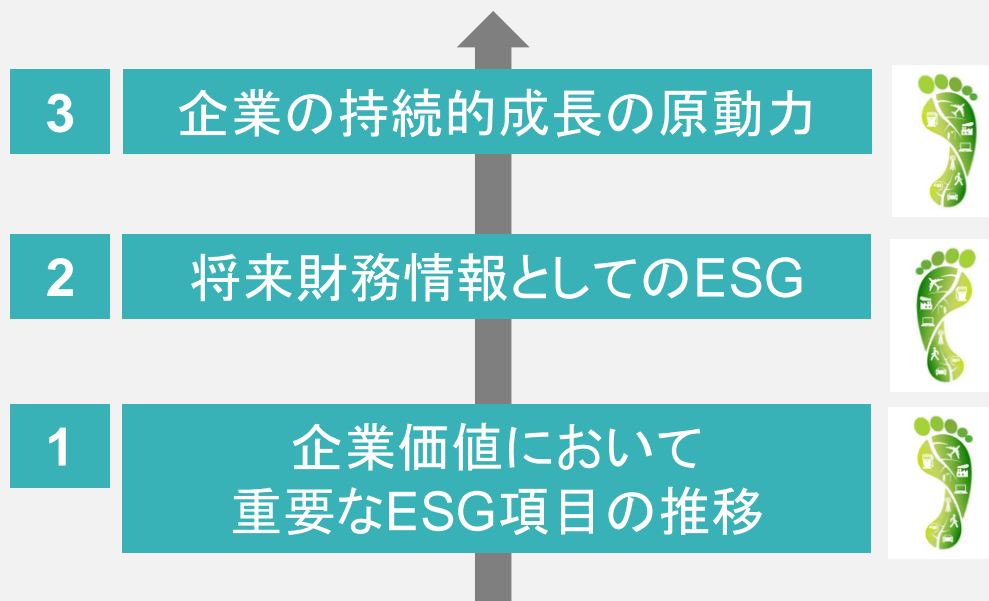 3
企業の持続的成長の原動力
2
将来財務情報としてのESG
1
企業価値において
重要なESG項目の推移